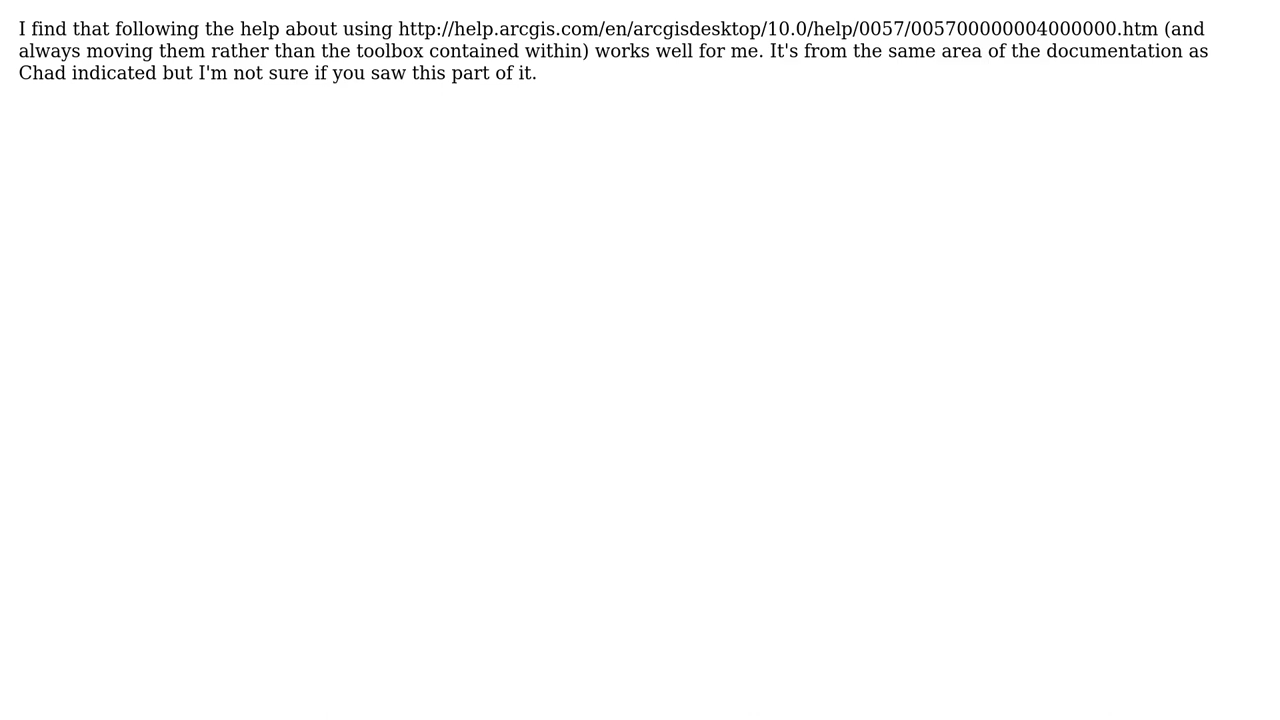 I find that following the help about using http://help.arcgis.com/en/arcgisdesktop/10.0/help/0057/005700000004000000.htm (and
always moving them rather than the toolbox contained within) works well for me. It's from the same area of the documentation as
Chad indicated but I'm not sure if you saw this part of it.